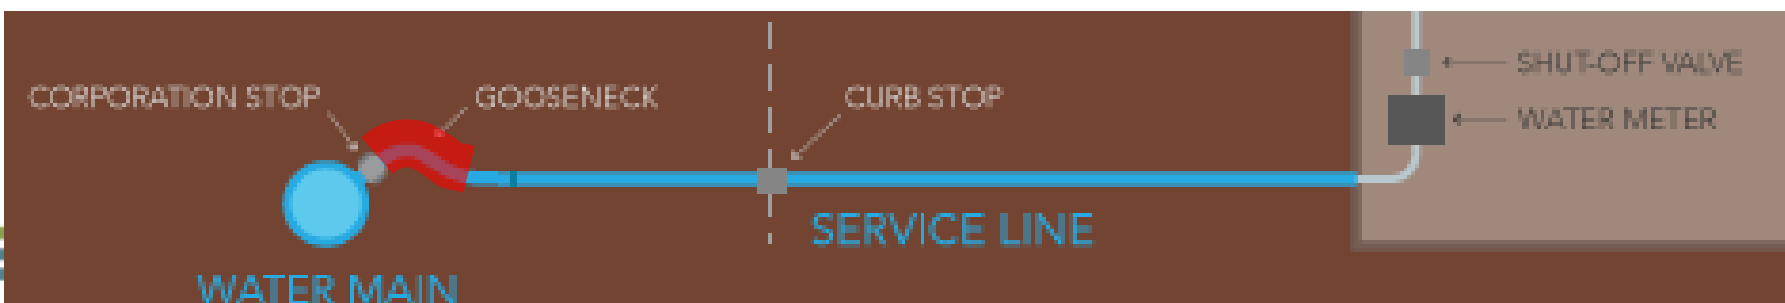 SHUT-OFF VALVE
CORPORATION STOP
GOOSENECK
CURB STOP
WATER METER
SERVICE LINE
WATER MAIN